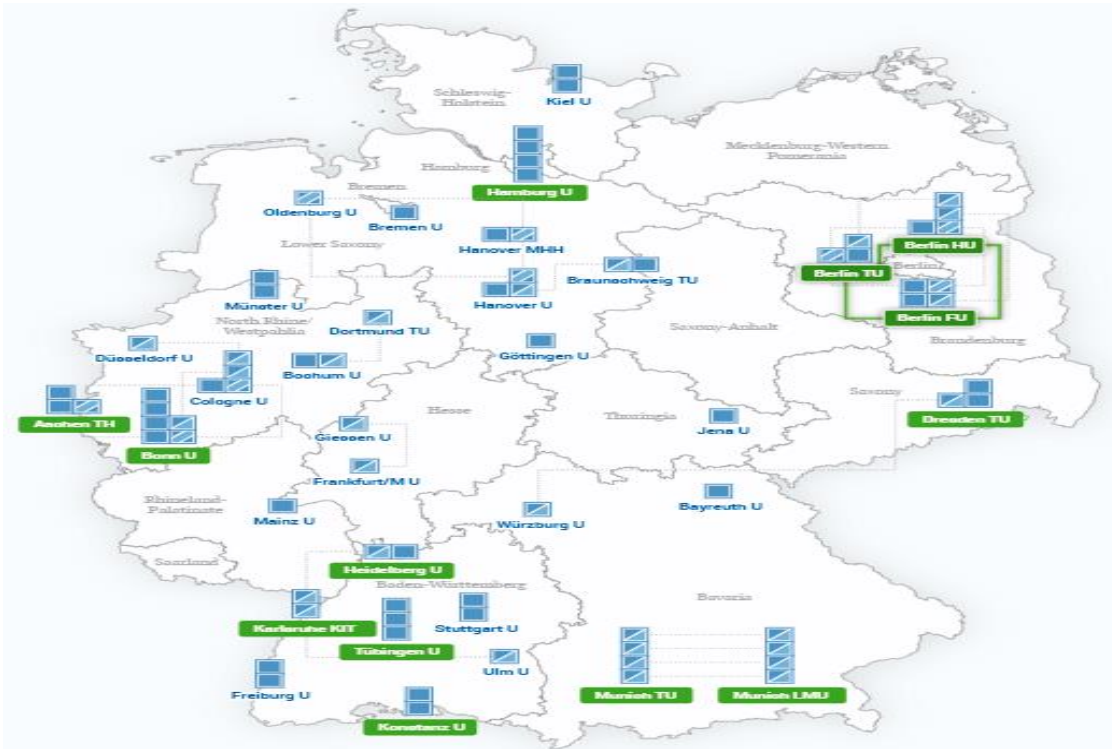 Schleswig-
Holstein
Kiel U
Mecklenburg-Western
Pomerania
Hamburg
Hamburg U
Bremen
Oldenburg U
Bremen U
Lower Saxony
Hanover MHH
Berlin HU
Berlin TU
Berlin
Braunschweig TU
Hanover U
Münster U
Berlin FU
North Rhine/
Westpahlia
Dortmund TU
Saxony-Anhalt
Brandenburg
Düsseldorf U
Göttingen U
Bochum U
Cologne U
Saxony
Hesse
Thuringia
Aachen TH
Giessen U
Jena U
Dresden TU
Bonn U
Frankfurt/M U
Rhineland-
Palatinate
Mainz U
Würzburg U
Bayreuth U
Saarland
Heidelberg U
Baden-Württemberg
Bavaria
Karlsruhe KIT
Stuttgart U
Tübingen U
Ulm U
Freiburg U
Munich TU
Munich LMU
Konstanz U